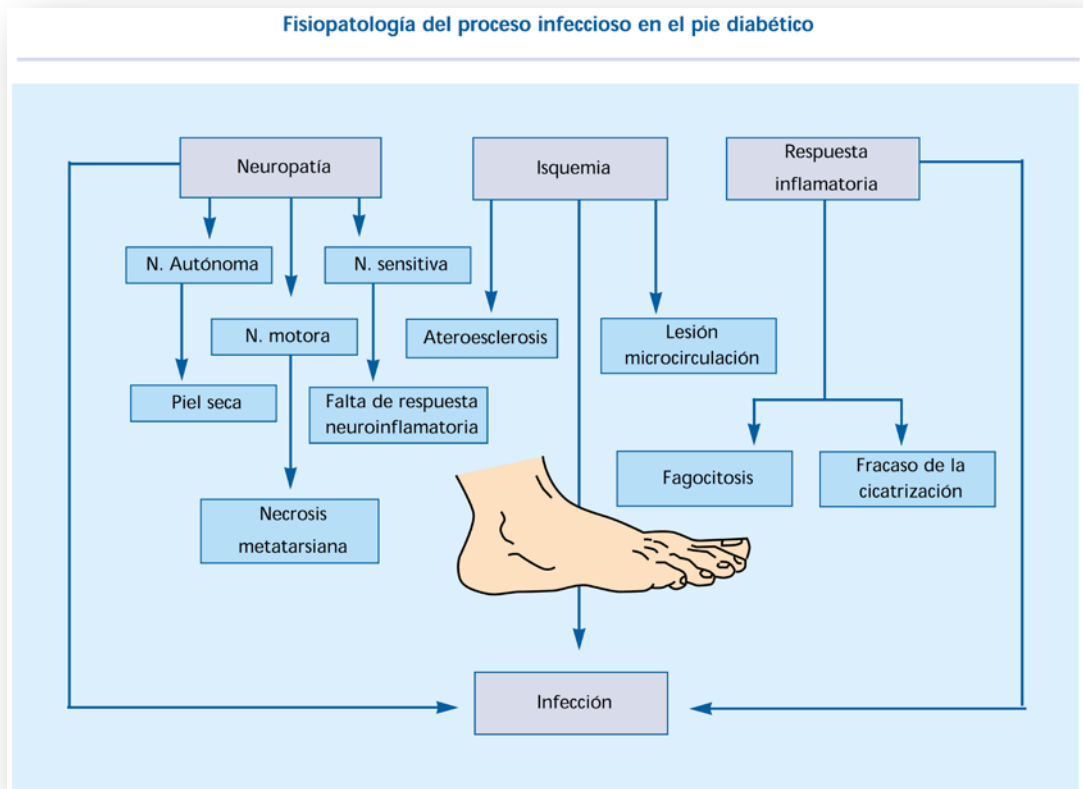 Fisiopatología del proceso infeccioso en el pie diabético
Neuropatía
Isquemia
Respuesta
inflamatoria
N. Autónoma
N. sensitiva
N. motora
Ateroesclerosis
Lesión
microcirculación
Piel seca
Falta de respuesta
neuroinflamatoria
Fagocitosis
Fracaso de la
cicatrización
Necrosis
metatarsiana
Infección